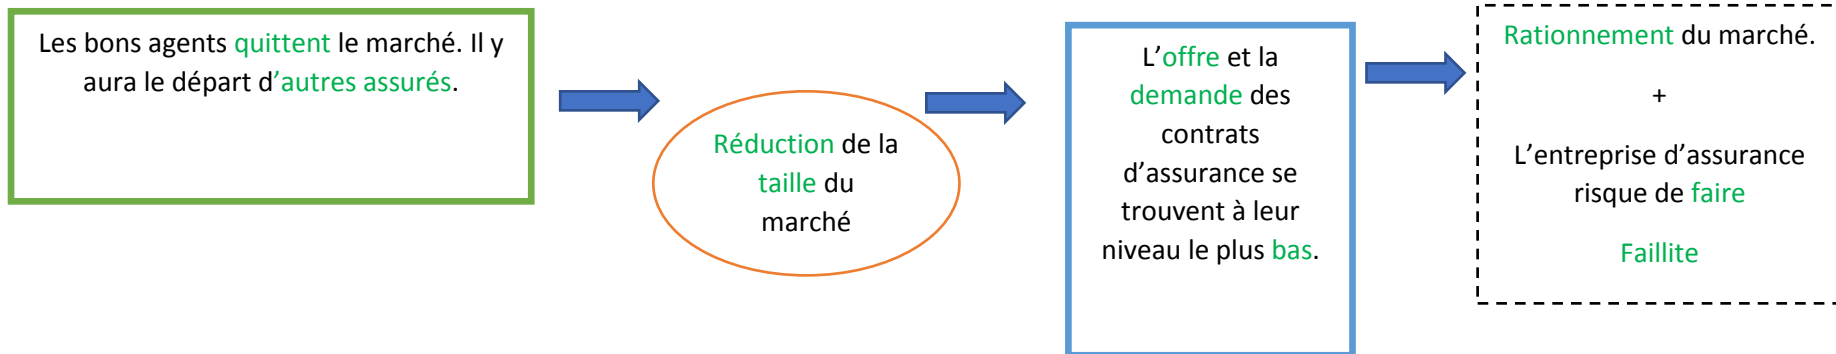 Les bons agents quittent le marché. Il y
aura le départ d’autres assurés.
Réduction de la
taille du
marché
L’offre et la
demande des
contrats
d’assurance se
trouvent à leur
niveau le plus bas.
Rationnement du marché.
+
L’entreprise d’assurance
risque de faire
Faillite